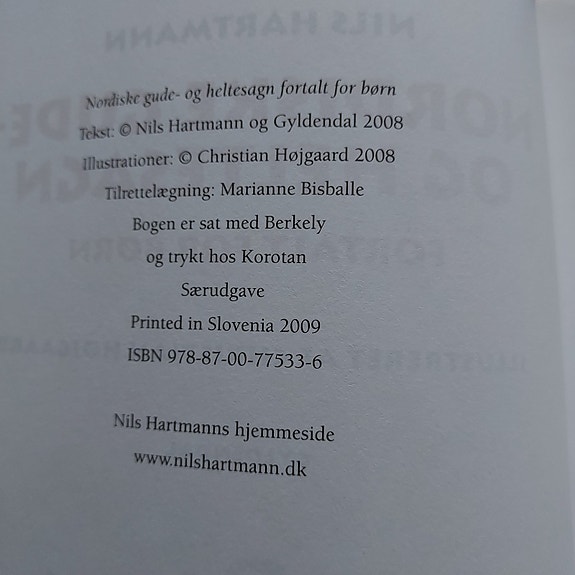 Nordiske gude- og heltesagn fortalt for børn
Tekst: © Nils Hartmann og Gyldendal 2008
Illustrationer: © Christian Højgaard 2008
Tilrettelægning: Marianne Bisballe
Bogen er sat med Berkely
og trykt hos Korotan
Særudgave
Printed in Slovenia 2009
ISBN 978-87-00-77533-6
Nils Hartmanns hjemmeside
www.nilshartmann.dk